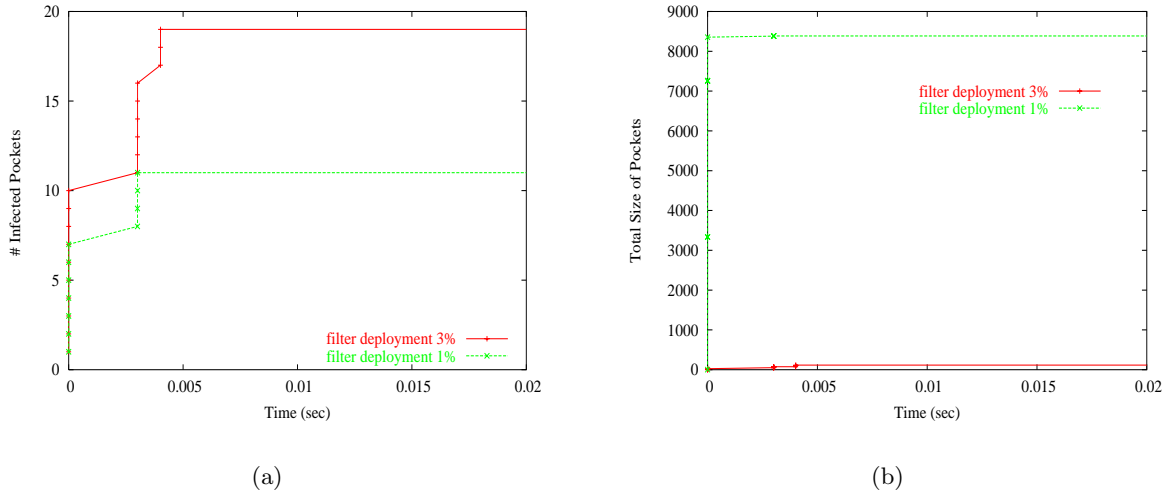 20
15
10
5
0
# Infected Pockets
filter deployment 3%
filter deployment 1%
0 0.005 0.01 0.015 0.02
Time (sec)
(a)
9000
8000
7000
6000
5000
4000
3000
2000
1000
0
Total Size of Pockets
filter deployment 3%
filter deployment 1%
0 0.005 0.01 0.015 0.02
Time (sec)
(b)